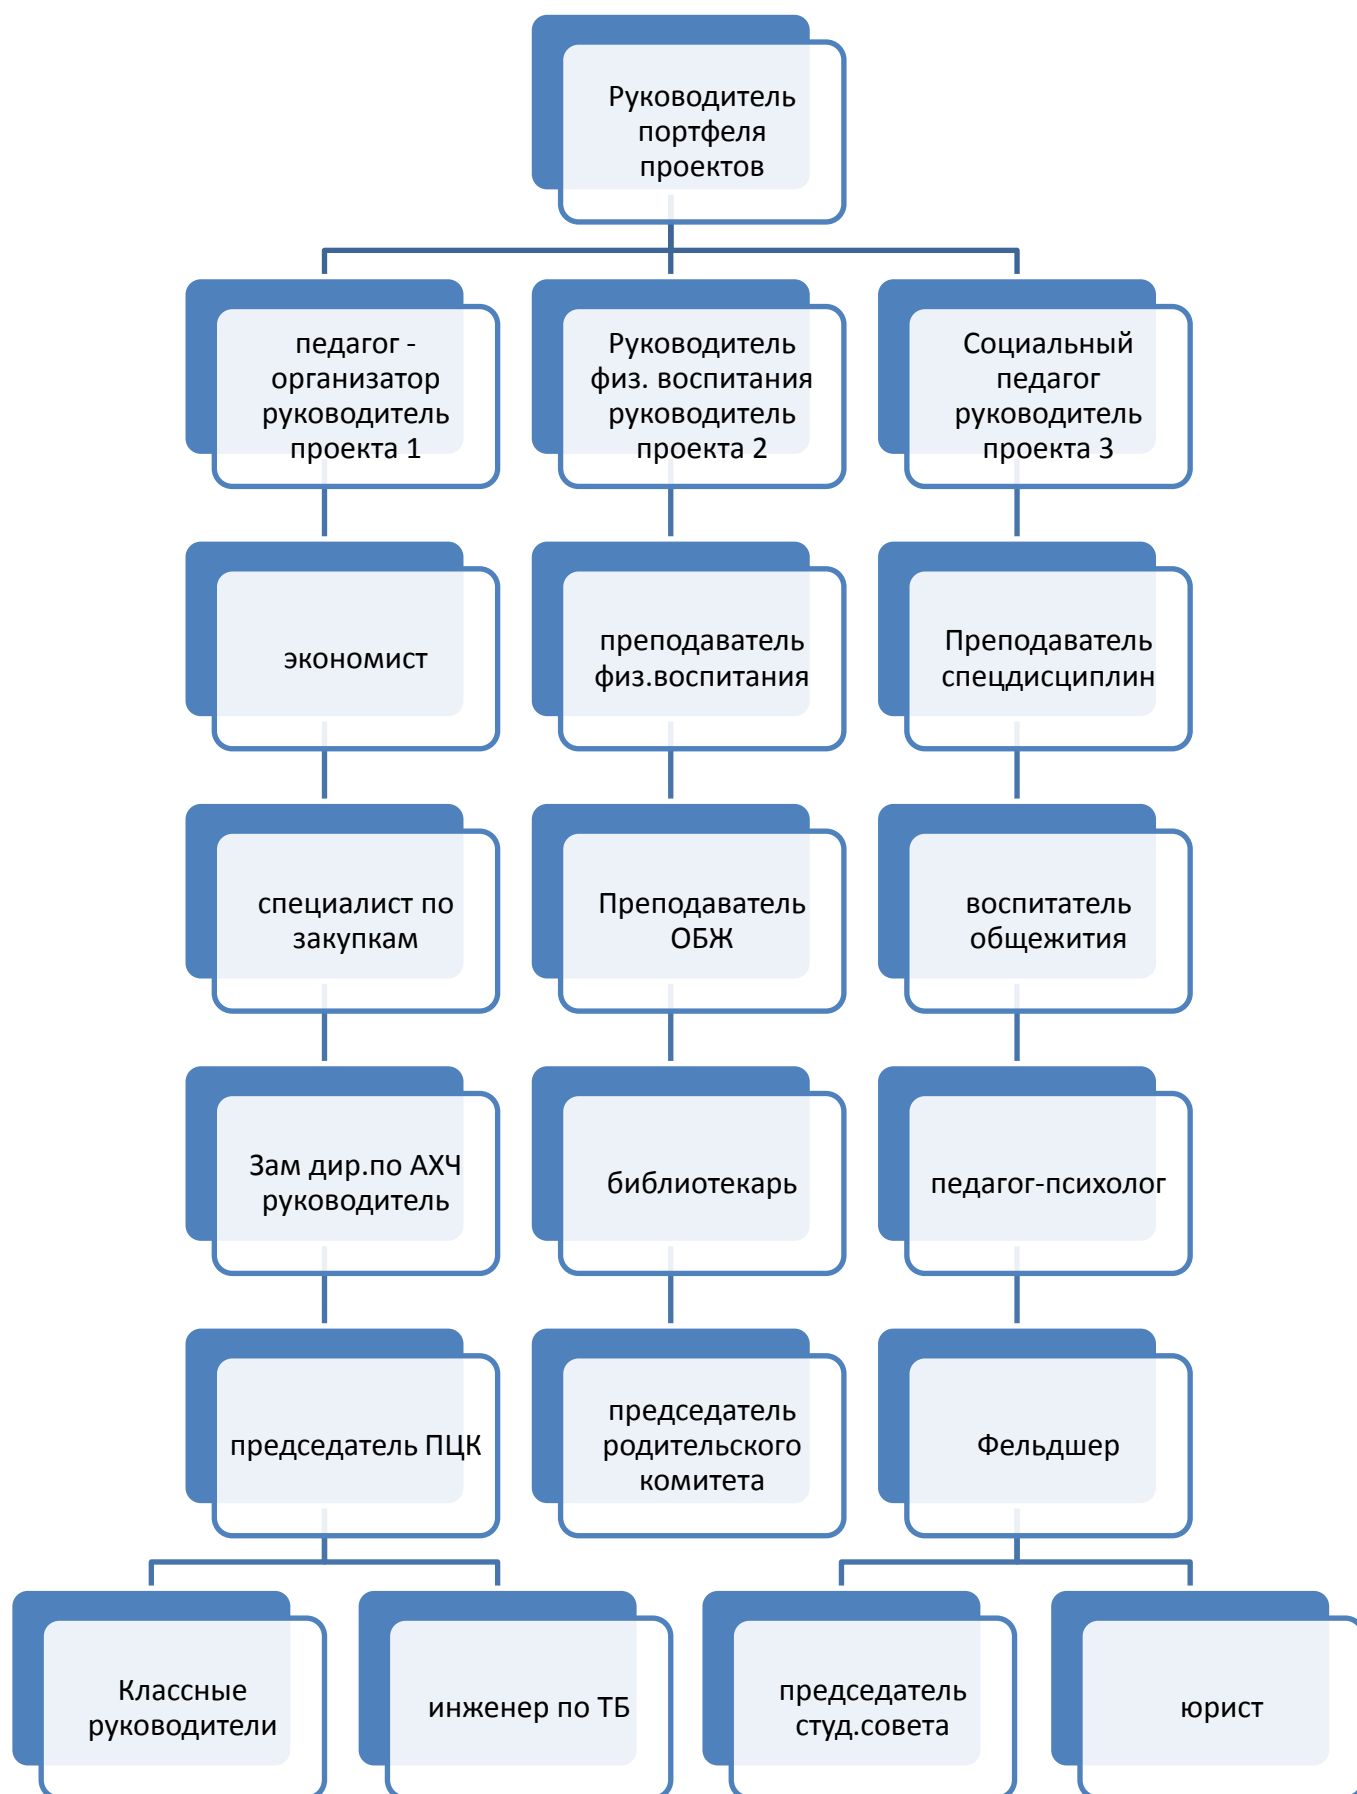 Руководитель
портфеля
проектов
педагог -
организатор
руководитель
проекта 1
Руководитель
физ. воспитания
руководитель
проекта 2
Социальный
педагог
руководитель
проекта 3
экономист
преподаватель
физ.воспитания
Преподаватель
спецдисциплин
специалист по
закупкам
Преподаватель
ОБЖ
воспитатель
общежития
Зам дир.по АХЧ
руководитель
библиотекарь
педагог-психолог
председатель ПЦК
председатель
родительского
комитета
Фельдшер
Классные
руководители
инженер по ТБ
председатель
студ.совета
юрист